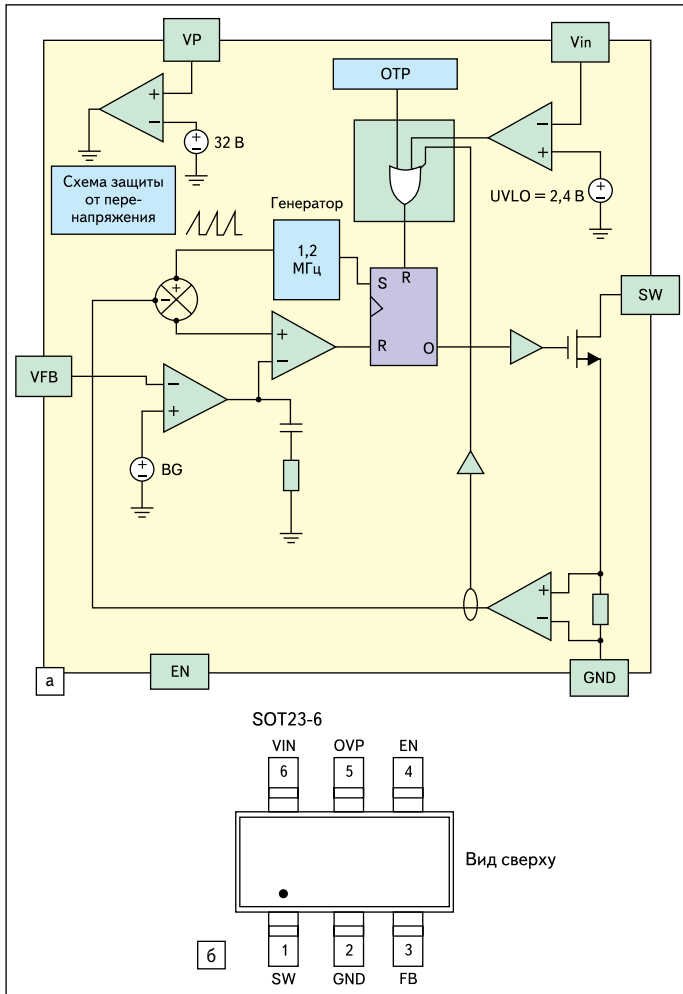 VP
Vin
OTP
+
−
32 В
+
−
−
+
UVLO = 2,4 В
+
−
Схема защиты
от пере-
напряжения
Генератор
1,2
МГц
S
R
R
O
SW
+
−
+
−
VFB
−
+
+
−
BG
+
−
EN
GND
а
SOT23-6
VIN
OVP
EN
6
5
4
Вид сверху
1
2
3
SW
GND
FB
б